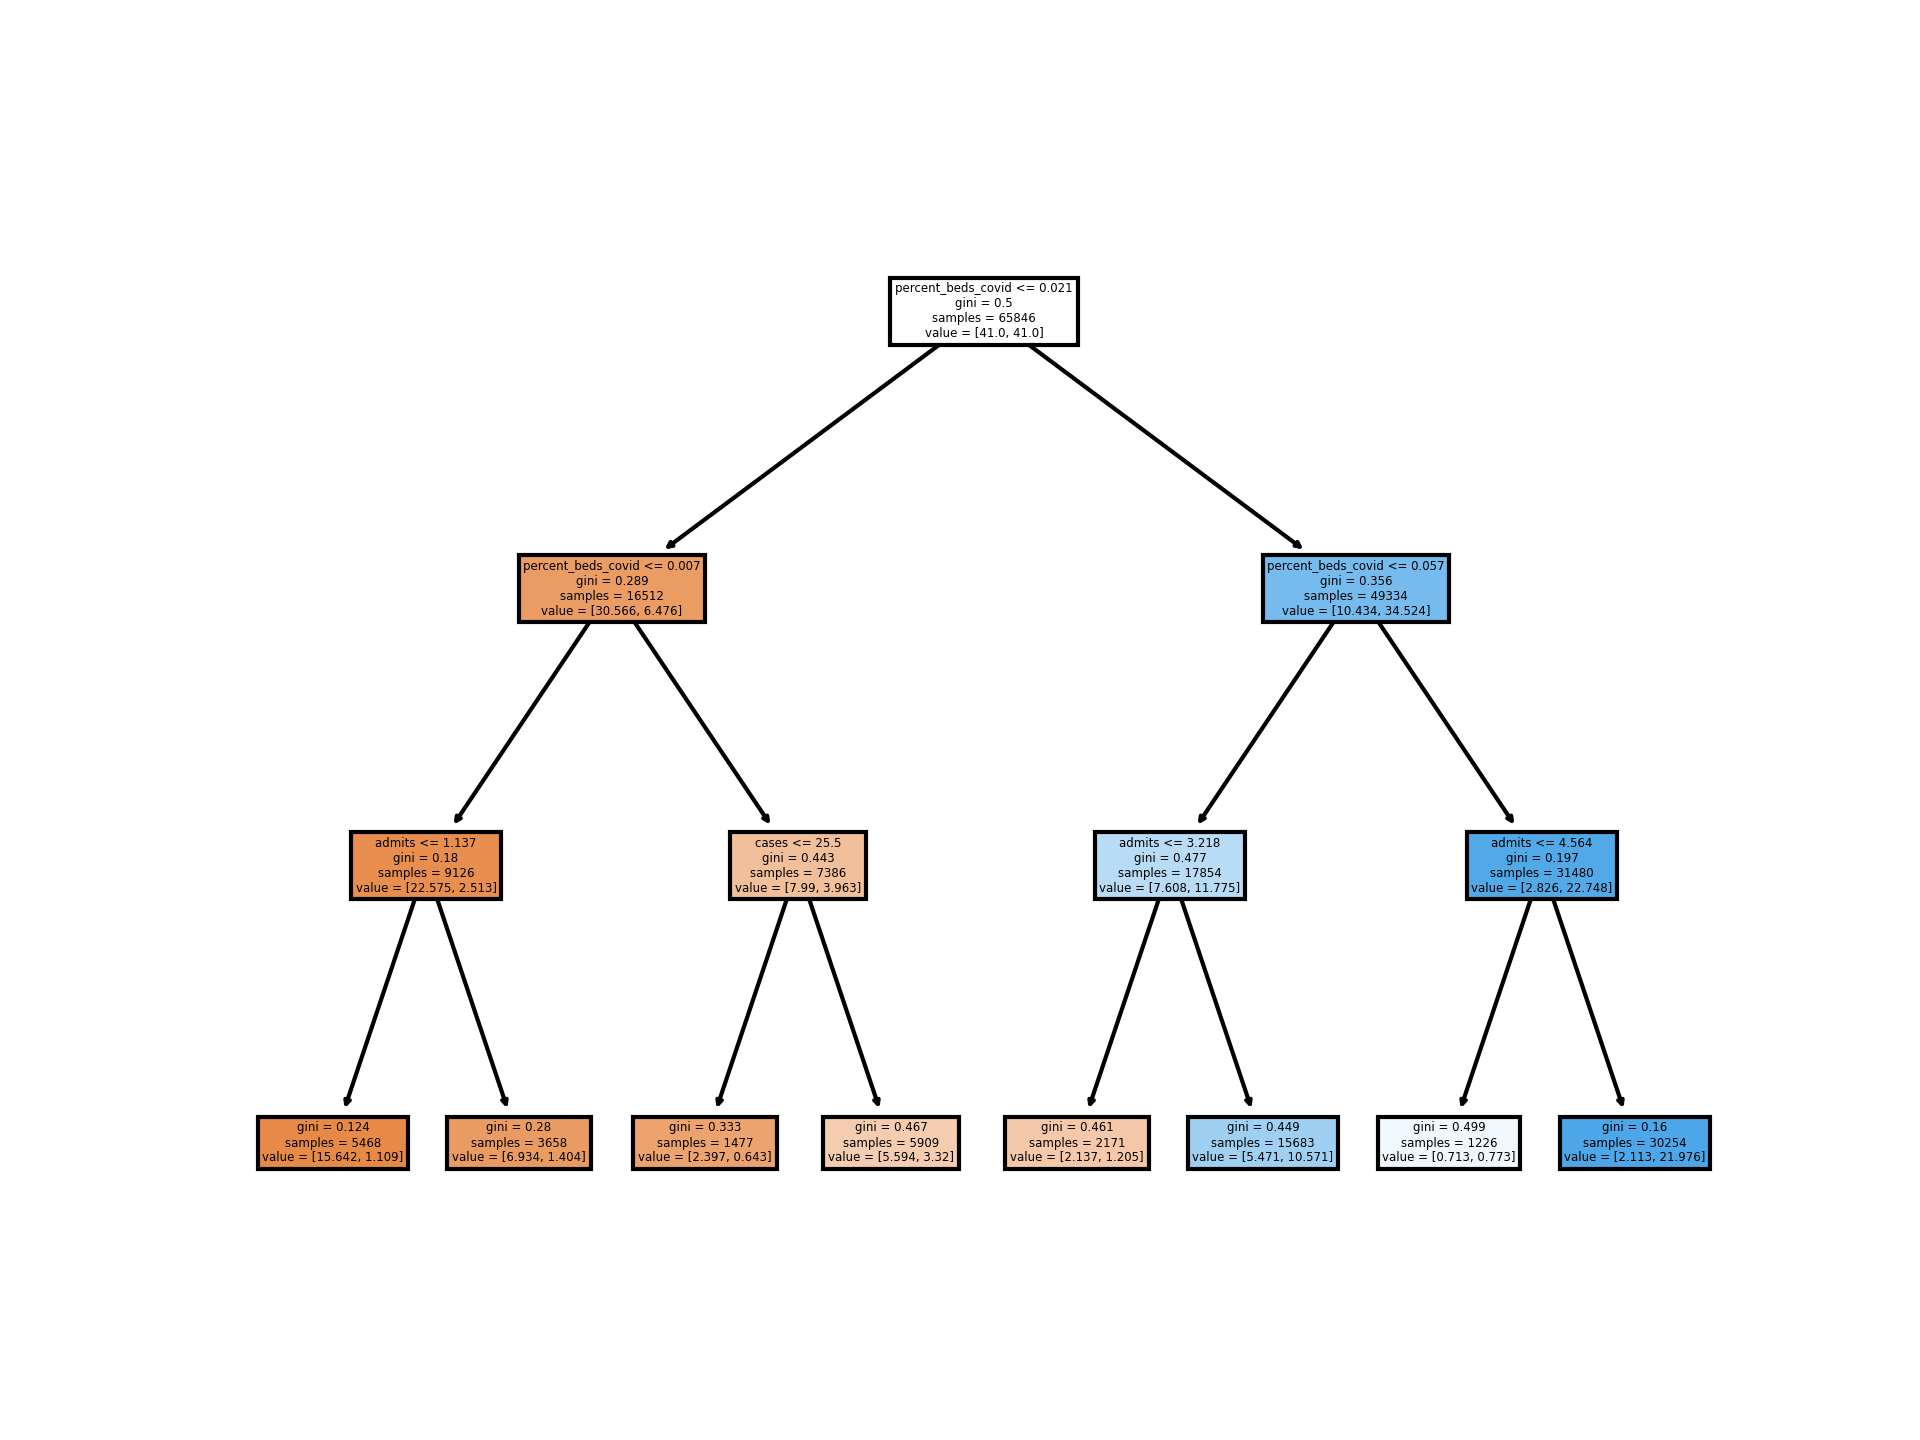 percent_beds_covid <= 0.021
gini = 0.5
samples = 65846
value = [41.0, 41.0]
percent_beds_covid <= 0.007
gini = 0.289
samples = 16512
value = [30.566, 6.476]
percent_beds_covid <= 0.057
gini = 0.356
samples = 49334
value = [10.434, 34.524]
admits <= 1.137
gini = 0.18
samples = 9126
value = [22.575, 2.513]
cases <= 25.5
gini = 0.443
samples = 7386
value = [7.99, 3.963]
admits <= 3.218
gini = 0.477
samples = 17854
value = [7.608, 11.775]
admits <= 4.564
gini = 0.197
samples = 31480
value = [2.826, 22.748]
gini = 0.124
samples = 5468
value = [15.642, 1.109]
gini = 0.28
samples = 3658
value = [6.934, 1.404]
gini = 0.333
samples = 1477
value = [2.397, 0.643]
gini = 0.467
samples = 5909
value = [5.594, 3.32]
gini = 0.461
samples = 2171
value = [2.137, 1.205]
gini = 0.449
samples = 15683
value = [5.471, 10.571]
gini = 0.499
samples = 1226
value = [0.713, 0.773]
gini = 0.16
samples = 30254
value = [2.113, 21.976]